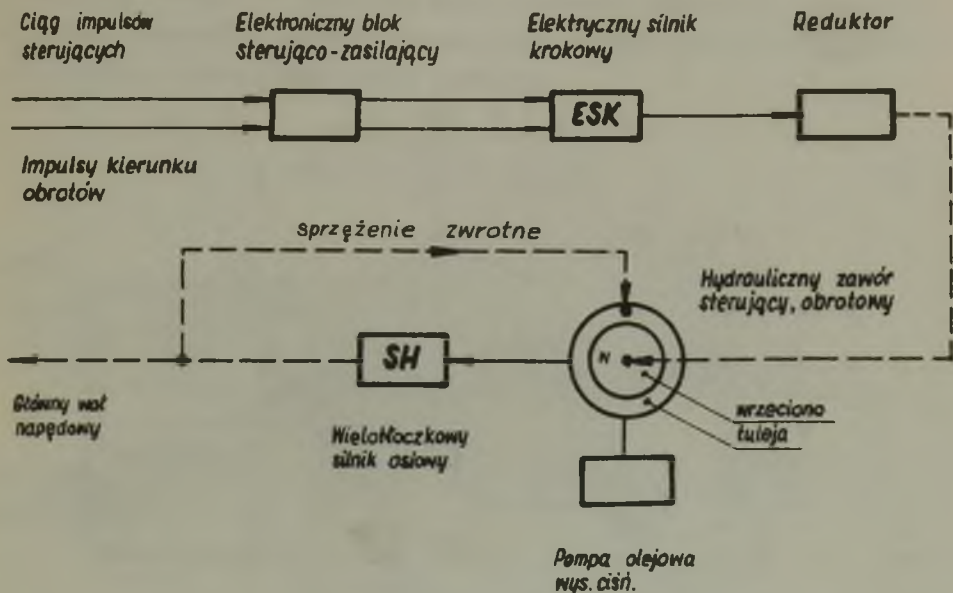 Ciąg impulsów
sterujących
Elektroniczny blok
sterująco-zasilający
Elektryczny silnik
krokowy
Reduktor
ESK
Impulsy kierunku
obrotów
sprzężenie zwrotne
Hydrauliczny zawór
sterujący, obrotowy
SH
N
Główny wał
napędowy
Wielotłoczkowy
silnik osiowy
wrzeciono
tuleja
Pompa olejowa
wys. ciśń.